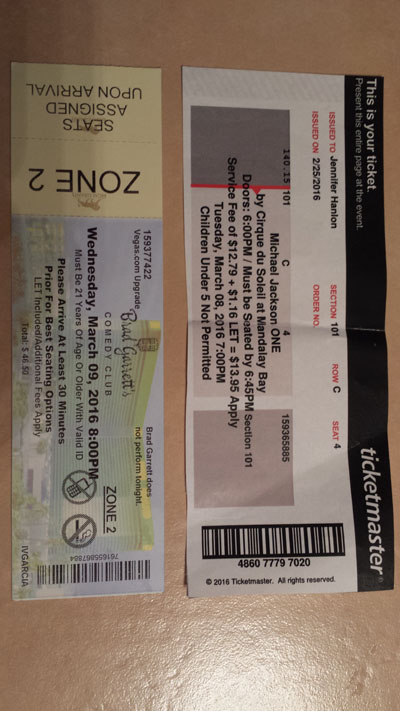 This is your ticket.
Present this entire page at the event.
ticketmaster®
ISSUED TO Jennifer Hanlon
SECTION 101
ROW C
SEAT 4
ISSUED ON 2/25/2016
ORDER NO.
140.15 101
C
4
159365885
Michael Jackson ONE
by Cirque du Soleil at Mandalay Bay
Doors: 6:00PM / Must be Seated by 6:45PM Section 101
Service Fee of $12.79 + $1.16 LET = $13.95 Apply
Tuesday, March 08, 2016 7:00PM
Children Under 5 Not Permitted
4860 7779 7020
© 2016 Ticketmaster. All rights reserved.
SEATS
ASSIGNED
UPON ARRIVAL
ZONE 2
159377422
Vegas.com Upgrade
Brad Garrett's
COMEDY CLUB
Brad Garrett does
not perform tonight.
ZONE 2
Wednesday, March 09, 2016 8:00PM
Must Be 21 Years Of Age Or Older With Valid ID
Please Arrive At Least 30 Minutes
Prior For Best Seating Options
LET Included/Additional Fees Apply
Total: $46.50
761655867884
IVGARCIA